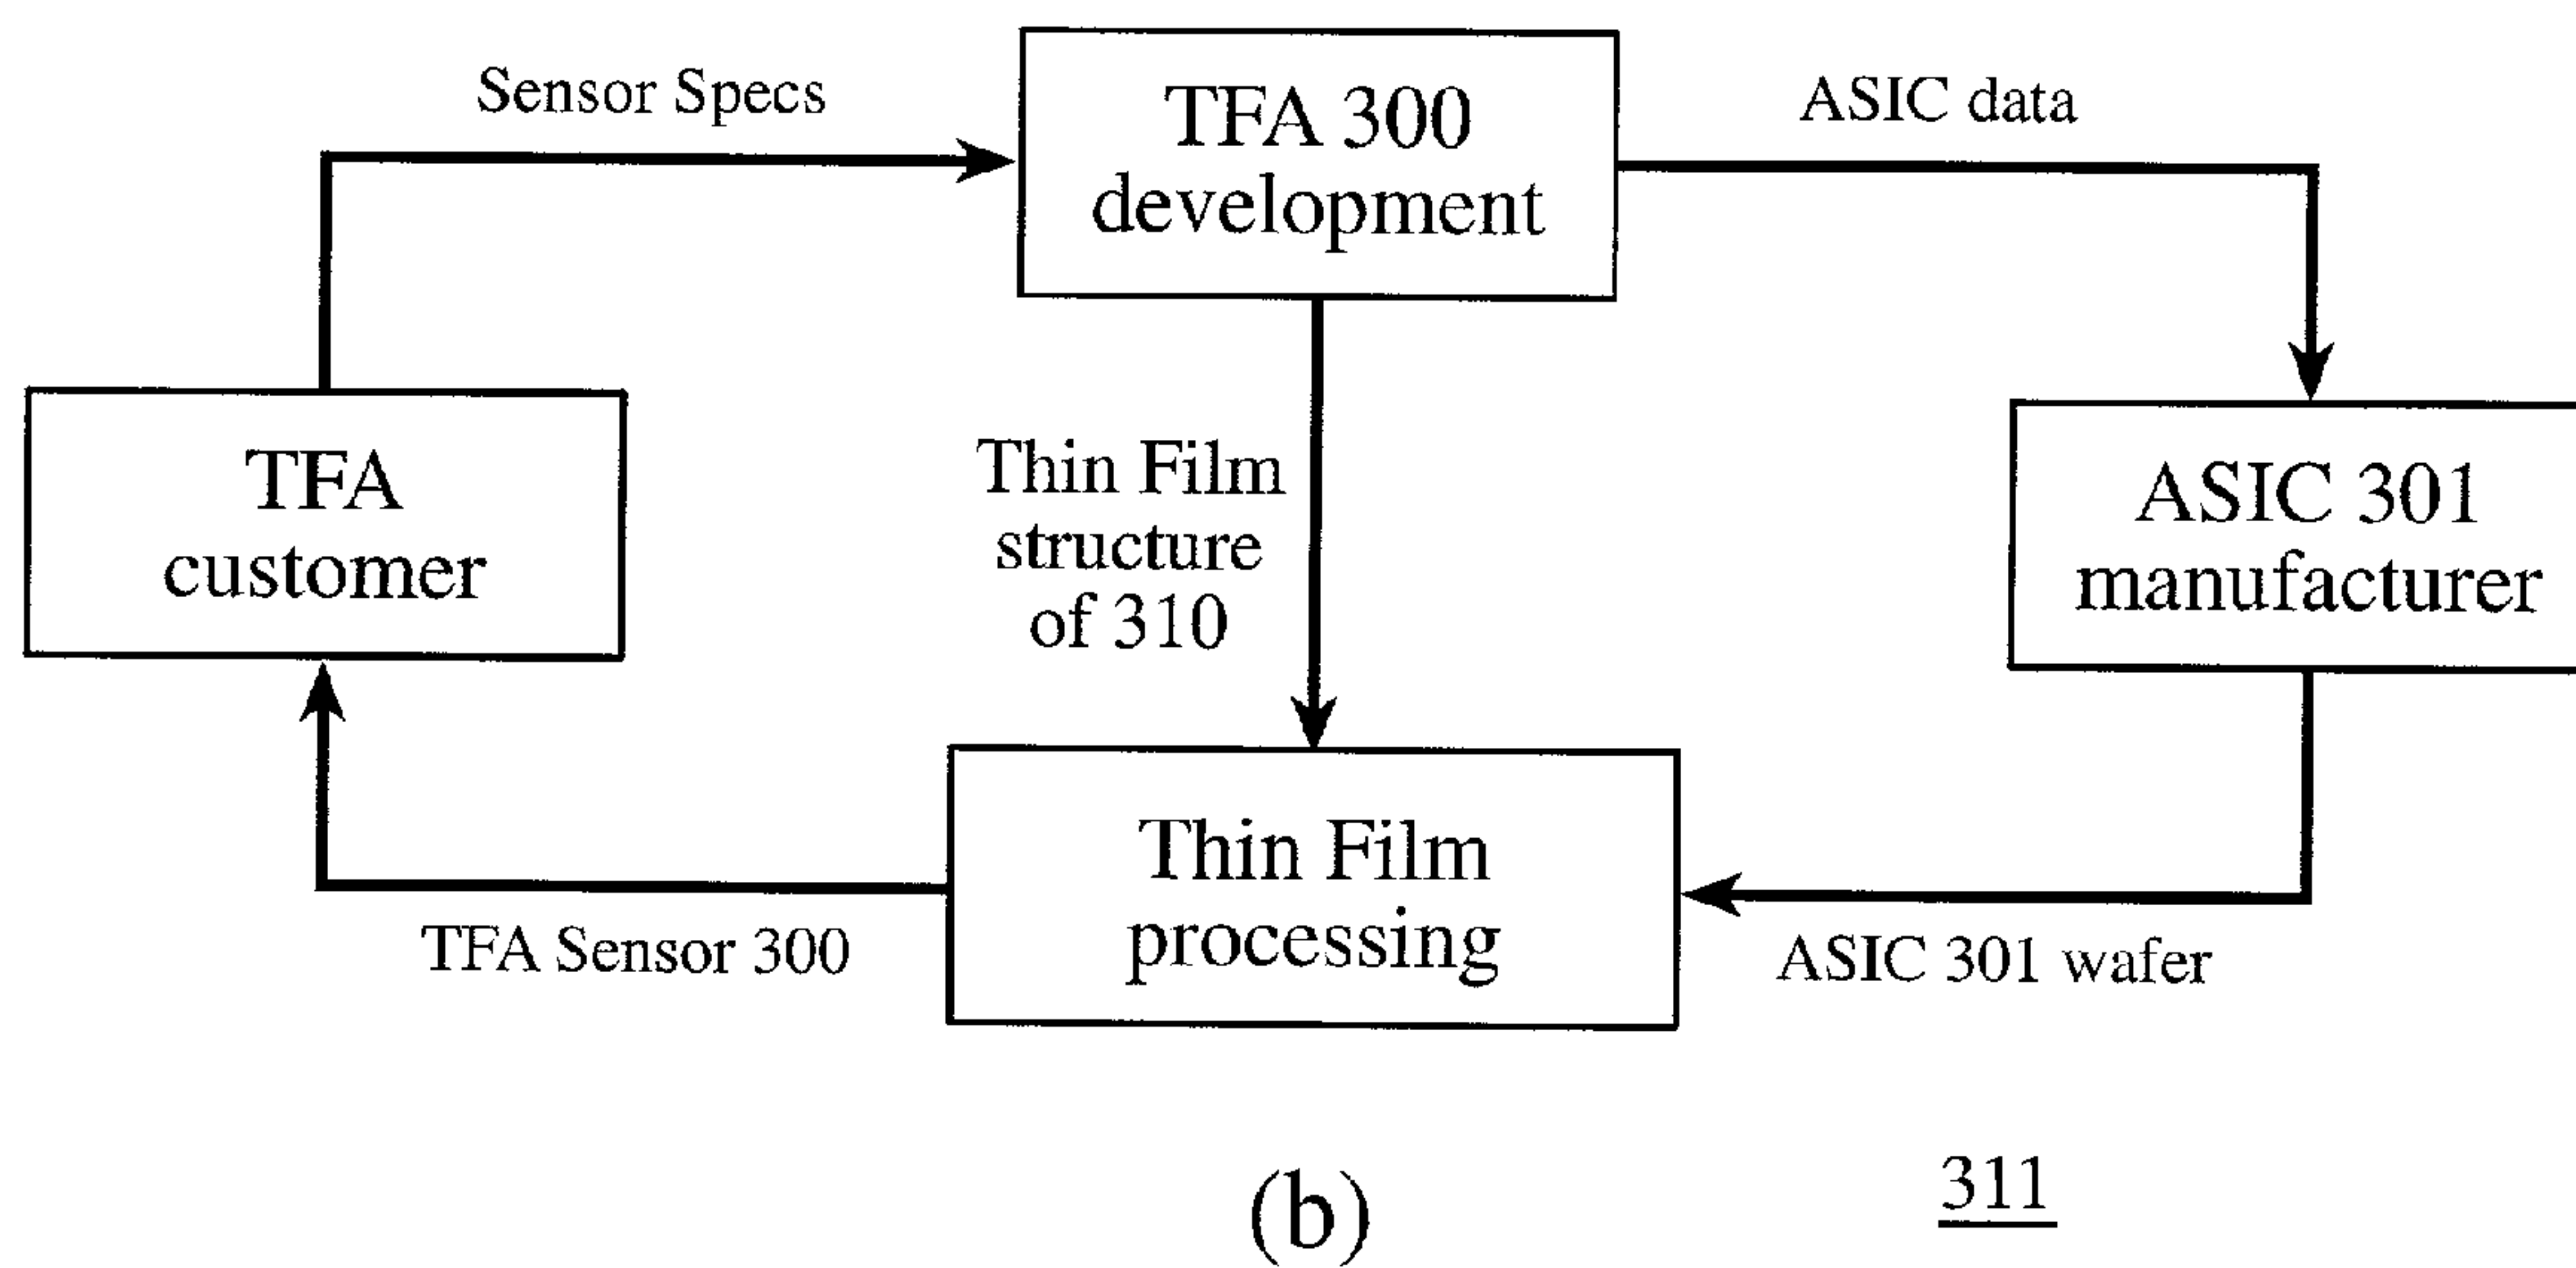 Sensor Specs
TFA 300
development
ASIC data
TFA
customer
Thin Film
structure
of 310
ASIC 301
manufacturer
Thin Film
processing
TFA Sensor 300
ASIC 301 wafer
(b)
311